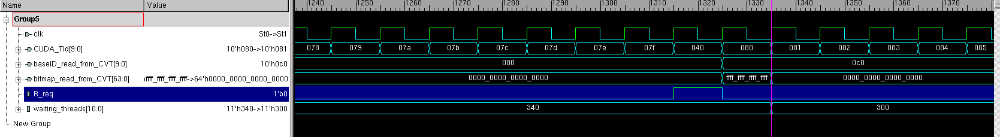 Name Value 1240 1250 1260 1270 1280 1290 1300 1310 1320 1330 1340 1350 1360 1370
Group5
clk St0->St1
CUDA_Tid[9:0] 10'h080->10'h081 078 079 07a 07b 07c 07d 07e 07f 040 080 081 082 083 084 085
baseID_read_from_CVT[9:0] 10'h0c0 080 0c0
bitmap_read_from_CVT[63:0] ffff_ffff_ffff_ffff->64'h0000_0000_0000_0000 0000_0000_0000_0000 ffff_ffff_ffff_ffff 0000_0000_0000_0000
R_req 1'b0
waiting_threads[10:0] 11'h340->11'h300 340 300
New Group